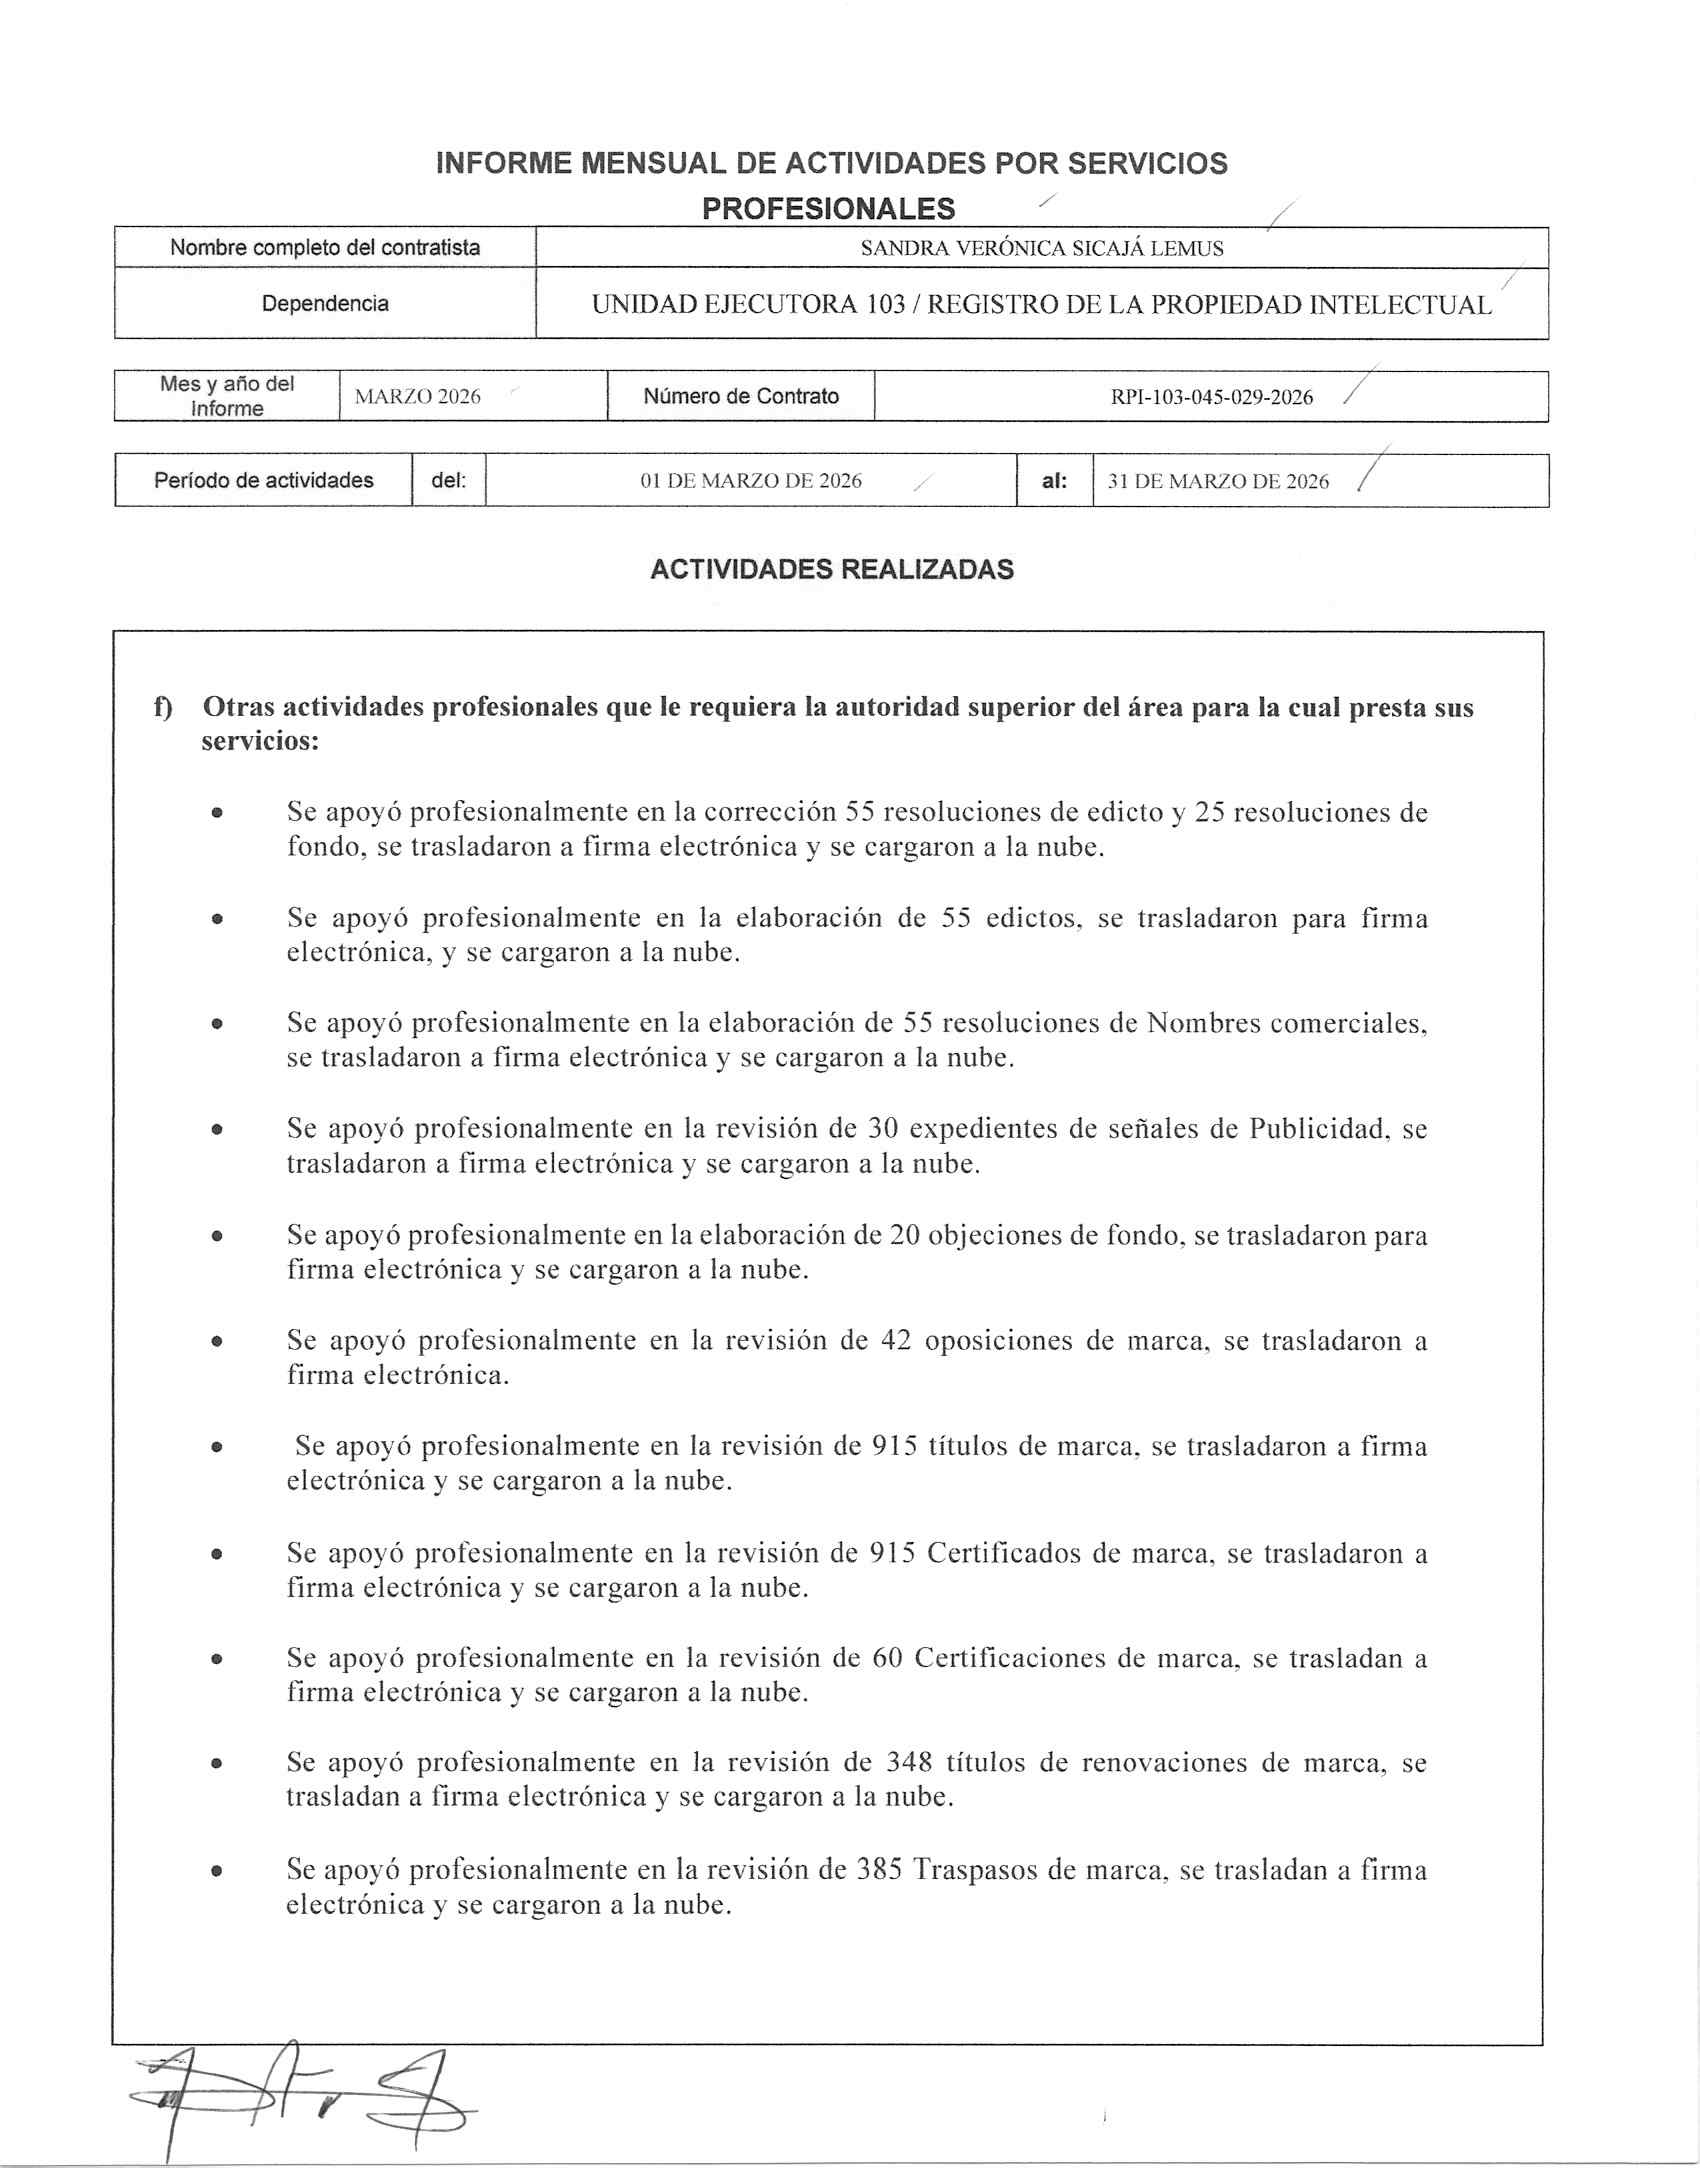 INFORME MENSUAL DE ACTIVIDADES POR SERVICIOS
PROFESIONALES
Nombre completo del contratista
SANDRA VERÓNICA SICAJÁ LEMUS
Dependencia
UNIDAD EJECUTORA 103 / REGISTRO DE LA PROPIEDAD INTELECTUAL
Mes y año del
Informe
MARZO 2026
Número de Contrato
RPI-103-045-029-2026
Período de actividades
del:
01 DE MARZO DE 2026
al:
31 DE MARZO DE 2026
ACTIVIDADES REALIZADAS
f) Otras actividades profesionales que le requiera la autoridad superior del área para la cual presta sus
servicios:
• Se apoyó profesionalmente en la corrección 55 resoluciones de edicto y 25 resoluciones de
fondo, se trasladaron a firma electrónica y se cargaron a la nube.
• Se apoyó profesionalmente en la elaboración de 55 edictos, se trasladaron para firma
electrónica, y se cargaron a la nube.
• Se apoyó profesionalmente en la elaboración de 55 resoluciones de Nombres comerciales,
se trasladaron a firma electrónica y se cargaron a la nube.
• Se apoyó profesionalmente en la revisión de 30 expedientes de señales de Publicidad, se
trasladaron a firma electrónica y se cargaron a la nube.
• Se apoyó profesionalmente en la elaboración de 20 objeciones de fondo, se trasladaron para
firma electrónica y se cargaron a la nube.
• Se apoyó profesionalmente en la revisión de 42 oposiciones de marca, se trasladaron a
firma electrónica.
• Se apoyó profesionalmente en la revisión de 915 títulos de marca, se trasladaron a firma
electrónica y se cargaron a la nube.
• Se apoyó profesionalmente en la revisión de 915 Certificados de marca, se trasladaron a
firma electrónica y se cargaron a la nube.
• Se apoyó profesionalmente en la revisión de 60 Certificaciones de marca, se trasladan a
firma electrónica y se cargaron a la nube.
• Se apoyó profesionalmente en la revisión de 348 títulos de renovaciones de marca, se
trasladan a firma electrónica y se cargaron a la nube.
• Se apoyó profesionalmente en la revisión de 385 Traspasos de marca, se trasladan a firma
electrónica y se cargaron a la nube.